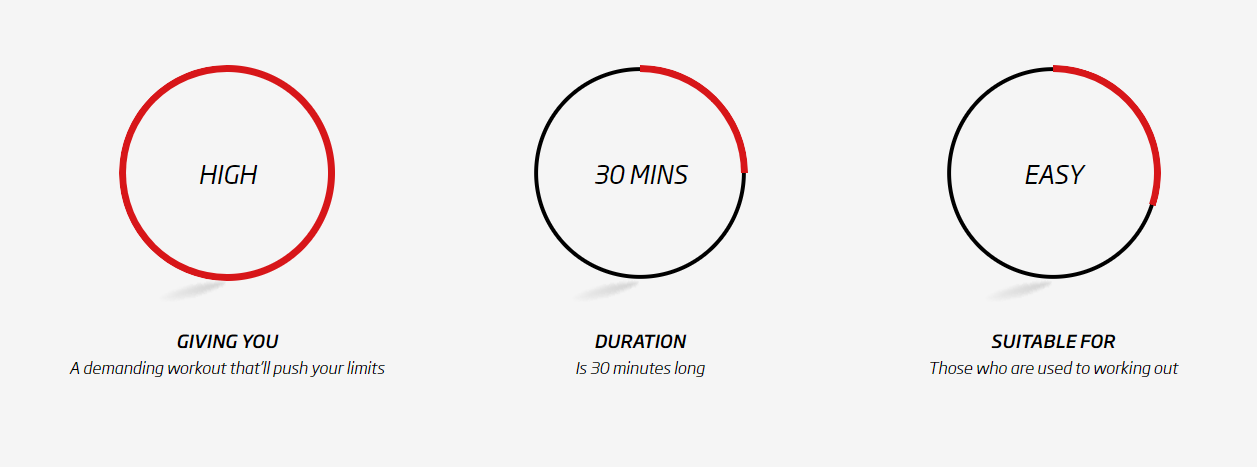 HIGH
30 MINS
EASY
GIVING YOU
A demanding workout that'll push your limits
DURATION
Is 30 minutes long
SUITABLE FOR
Those who are used to working out